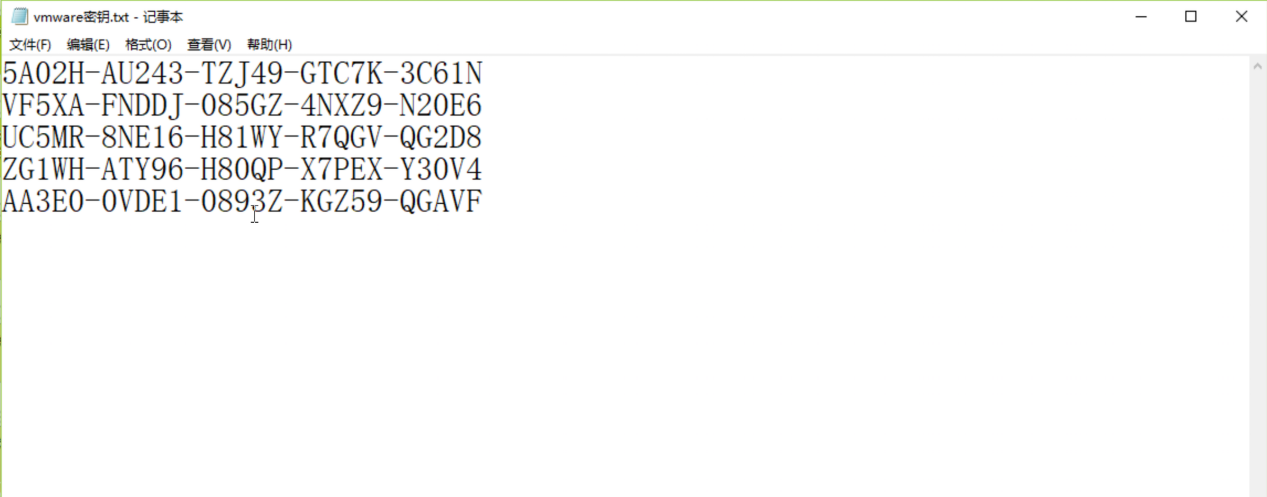 vmware密钥.txt - 记事本
文件(F) 编辑(E) 格式(O) 查看(V) 帮助(H)
5A02H-AU243-TZJ49-GTC7K-3C61N
VF5XA-FNDDJ-085GZ-4NXZ9-N20E6
UC5MR-8NE16-H81WY-R7QGV-QG2D8
ZG1WH-ATY96-H80QP-X7PEX-Y30V4
AA3E0-0VDE1-0893Z-KGZ59-QGAVF